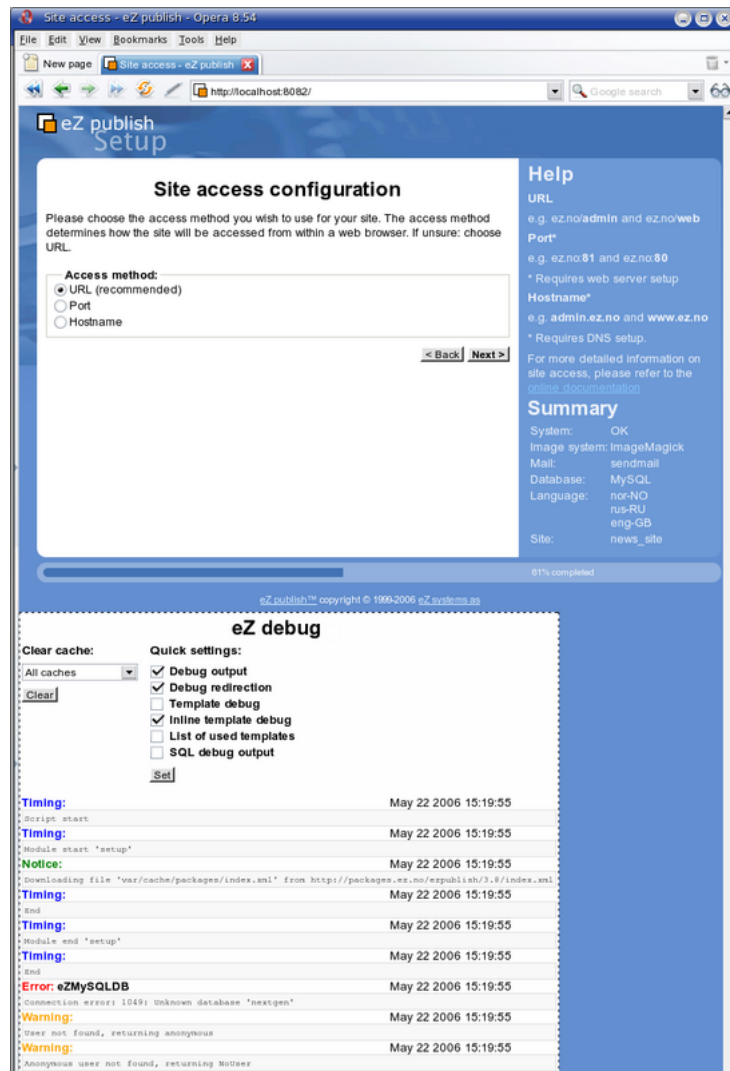 Site access - eZ publish - Opera 8.54
File Edit View Bookmarks Tools Help
New page Site access - eZ publish
http://localhost:8082/ Google search
eZ publish
Setup
Site access configuration
Please choose the access method you wish to use for your site. The access method
determines how the site will be accessed from within a web browser. If unsure: choose
URL.
Access method:
URL (recommended)
Port
Hostname
< Back Next >
Help
URL
e.g. ez.no/admin and ez.no/web
Port*
e.g. ez.no:81 and ez.no:80
* Requires web server setup
Hostname*
e.g. admin.ez.no and www.ez.no
* Requires DNS setup.
For more detailed information on
site access, please refer to the
online documentation
Summary
System: OK
Image system: ImageMagick
Mail: sendmail
Database: MySQL
Language: nor-NO
rus-RU
eng-GB
Site: news_site
61% completed
eZ publish™ copyright © 1999-2006 eZ systems as
eZ debug
Clear cache: Quick settings:
All caches
Clear
Debug output
Debug redirection
Template debug
Inline template debug
List of used templates
SQL debug output
Set
Timing: May 22 2006 15:19:55
Script start
Timing: May 22 2006 15:19:55
Module start 'setup'
Notice: May 22 2006 15:19:55
Downloading file 'var/cache/packages/index.xml' from http://packages.ez.no/ezpublish/3.8/index.xml
Timing: May 22 2006 15:19:55
End
Timing: May 22 2006 15:19:55
Module end 'setup'
Timing: May 22 2006 15:19:55
End
Error: eZMySQLDB May 22 2006 15:19:55
Connection error: 1049: Unknown database 'nextgen'
Warning: May 22 2006 15:19:55
User not found, returning anonymous
Warning: May 22 2006 15:19:55
Anonymous user not found, returning NoUser